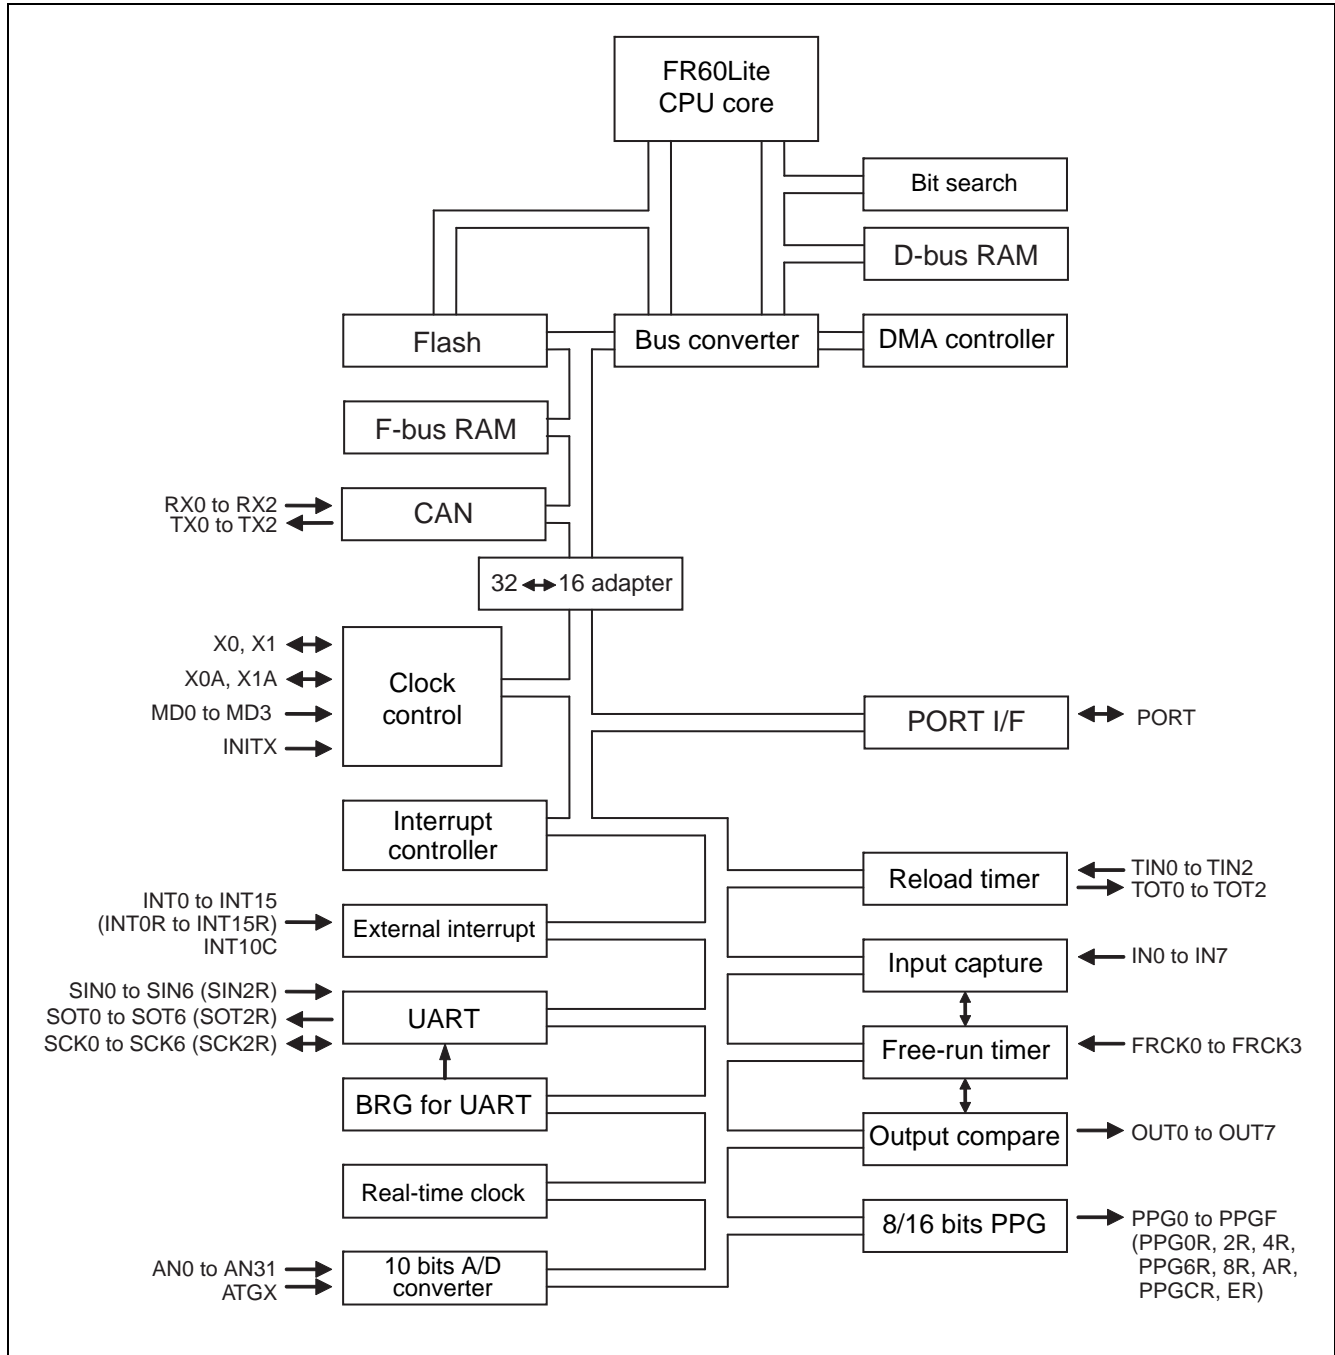 FR60Lite
CPU core
Bit search
D-bus RAM
Flash
Bus converter
DMA controller
F-bus RAM
RX0 to RX2
TX0 to TX2
CAN
32 ↔ 16 adapter
X0, X1
X0A, X1A
MD0 to MD3
INITX
Clock
control
PORT I/F
PORT
Interrupt
controller
Reload timer
TIN0 to TIN2
TOT0 to TOT2
INT0 to INT15
(INT0R to INT15R)
INT10C
External interrupt
Input capture
IN0 to IN7
SIN0 to SIN6 (SIN2R)
SOT0 to SOT6 (SOT2R)
SCK0 to SCK6 (SCK2R)
UART
Free-run timer
FRCK0 to FRCK3
BRG for UART
Output compare
OUT0 to OUT7
Real-time clock
8/16 bits PPG
PPG0 to PPGF
(PPG0R, 2R, 4R,
PPG6R, 8R, AR,
PPGCR, ER)
AN0 to AN31
ATGX
10 bits A/D
converter